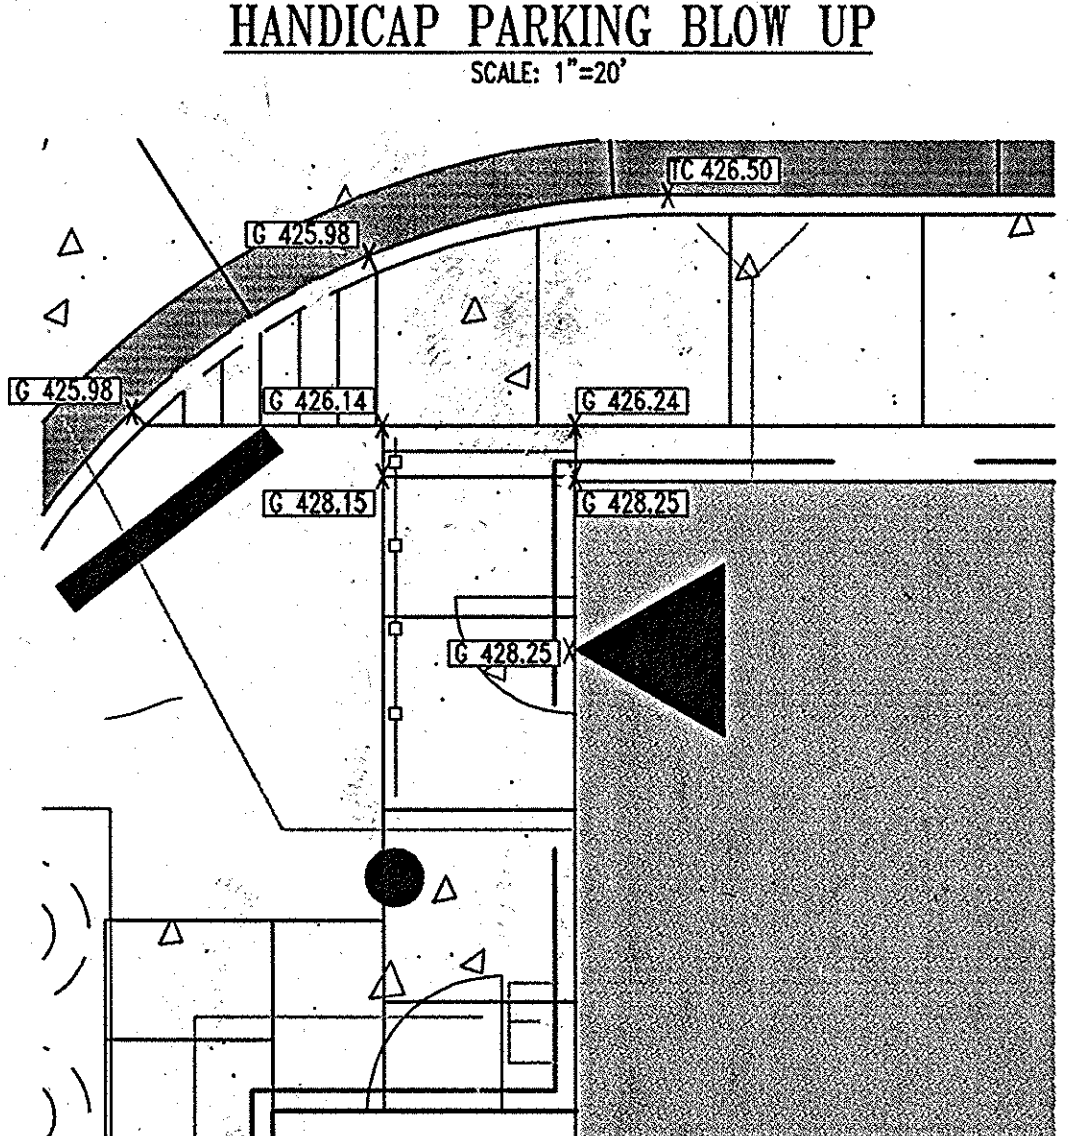 HANDICAP PARKING BLOW UP
SCALE: 1"=20'
TC 426.50
G 425.98
G 425.98
G 426.14
G 426.24
G 428.15
G 428.25
G 428.25